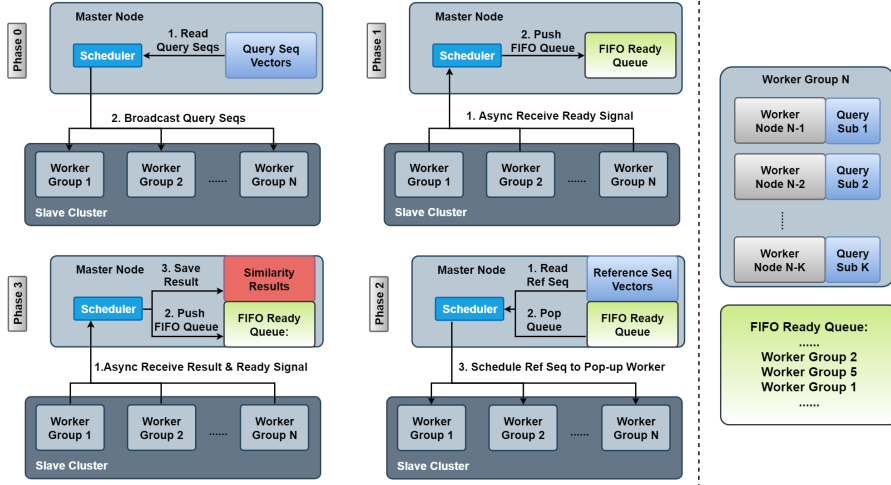 Phase 0
Master Node
Scheduler
1. Read
Query Seqs
Query Seq
Vectors
2. Broadcast Query Seqs
Worker
Group 1
Worker
Group 2
......
Worker
Group N
Slave Cluster
Phase 1
Master Node
Scheduler
2. Push
FIFO Queue
FIFO Ready
Queue
1. Async Receive Ready Signal
Worker
Group 1
Worker
Group 2
......
Worker
Group N
Slave Cluster
Phase 3
Master Node
Scheduler
3. Save
Result
2. Push
FIFO Queue
Similarity
Results
FIFO Ready
Queue:
1.Async Receive Result & Ready Signal
Worker
Group 1
Worker
Group 2
......
Worker
Group N
Slave Cluster
Phase 2
Master Node
Scheduler
1. Read
Ref Seq
2. Pop
Queue
Reference Seq
Vectors
FIFO Ready
Queue
3. Schedule Ref Seq to Pop-up Worker
Worker
Group 1
Worker
Group 2
......
Worker
Group N
Slave Cluster
Worker Group N
Worker
Node N-1
Query
Sub 1
Worker
Node N-2
Query
Sub 2
......
Worker
Node N-K
Query
Sub K
FIFO Ready Queue:
......
Worker Group 2
Worker Group 5
Worker Group 1
......